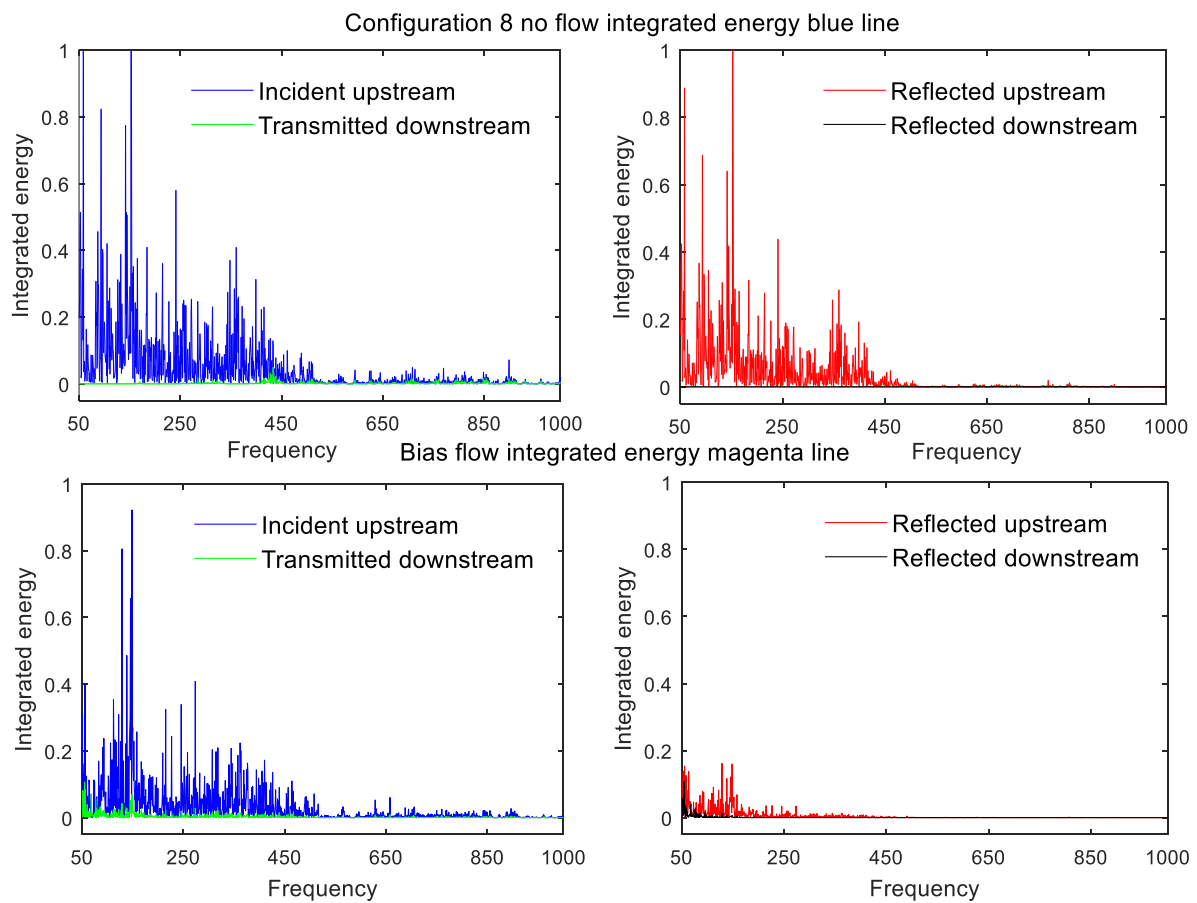 Configuration 8 no flow integrated energy blue line
1
0.8
0.6
0.4
0.2
0
Integrated energy
Incident upstream
Transmitted downstream
50
250
450
650
850
1000
Frequency
1
0.8
0.6
0.4
0.2
0
Integrated energy
Reflected upstream
Reflected downstream
50
250
450
650
850
1000
Frequency
Bias flow integrated energy magenta line
1
0.8
0.6
0.4
0.2
0
Integrated energy
Incident upstream
Transmitted downstream
50
250
450
650
850
1000
Frequency
1
0.8
0.6
0.4
0.2
0
Integrated energy
Reflected upstream
Reflected downstream
50
250
450
650
850
1000
Frequency